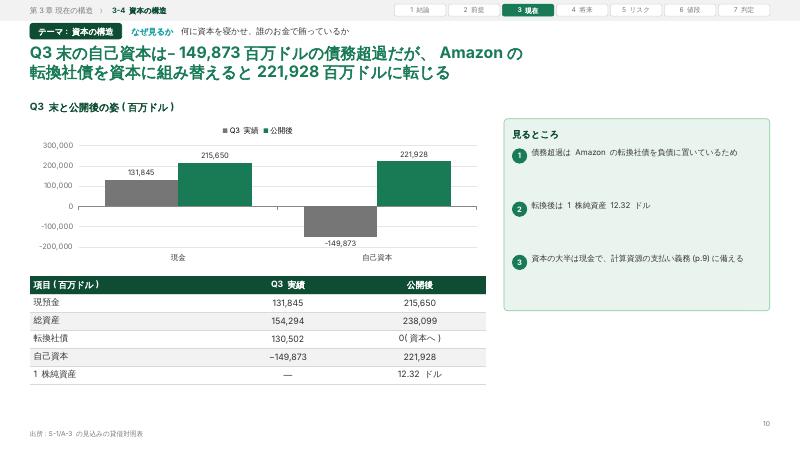 第 3 章 現在の構造 › 3-4 資本の構造
1 結論
2 前提
3 現在
4 将来
5 リスク
6 値段
7 判定
テーマ : 資本の構造 なぜ見るか 何に資本を寝かせ、誰のお金で賄っているか
Q3 末の自己資本は− 149,873 百万ドルの債務超過だが、 Amazon の
転換社債を資本に組み替えると 221,928 百万ドルに転じる
Q3 末と公開後の姿 ( 百万ドル )
Q3 実績 公開後
300,000
200,000
100,000
0
-100,000
-200,000
131,845
215,650
-149,873
221,928
現金
自己資本
項目 ( 百万ドル ) Q3 実績 公開後
現預金 131,845 215,650
総資産 154,294 238,099
転換社債 130,502 0( 資本へ )
自己資本 −149,873 221,928
1 株純資産 — 12.32 ドル
見るところ
1 債務超過は Amazon の転換社債を負債に置いているため
2 転換後は 1 株純資産 12.32 ドル
3 資本の大半は現金で、計算資源の支払い義務 (p.9) に備える
10
出所 : S-1/A-3 の見込みの貸借対照表